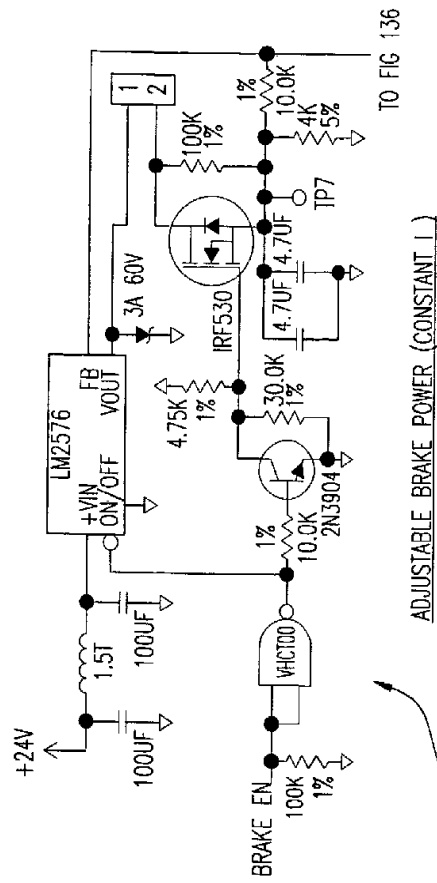 +24V
1.5T
100UF
100UF
LM2576
+VIN
ON/OFF
FB
VOUT
1
2
3A 60V
100K
1%
IRF530
4.75K
1%
30.0K
1%
2N3904
10.0K
1%
VHCT00
BRAKE EN
100K
1%
4.7UF
4.7UF
TP7
1%
10.0K
4K
5%
TO FIG 136
ADJUSTABLE BRAKE POWER (CONSTANT I)